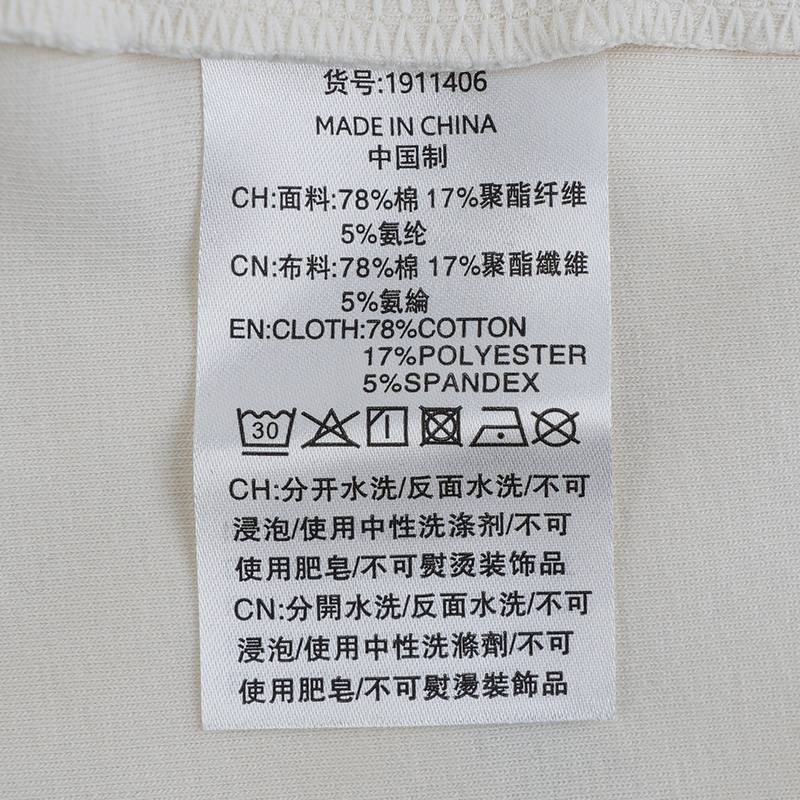 货号:1911406
MADE IN CHINA
中国制
CH:面料:78%棉 17%聚酯纤维
5%氨纶
CN:布料:78%棉 17%聚酯纖維
5%氨綸
EN:CLOTH:78%COTTON
17%POLYESTER
5%SPANDEX
30
CH:分开水洗/反面水洗/不可
浸泡/使用中性洗涤剂/不可
使用肥皂/不可熨烫装饰品
CN:分開水洗/反面水洗/不可
浸泡/使用中性洗滌劑/不可
使用肥皂/不可熨燙裝飾品